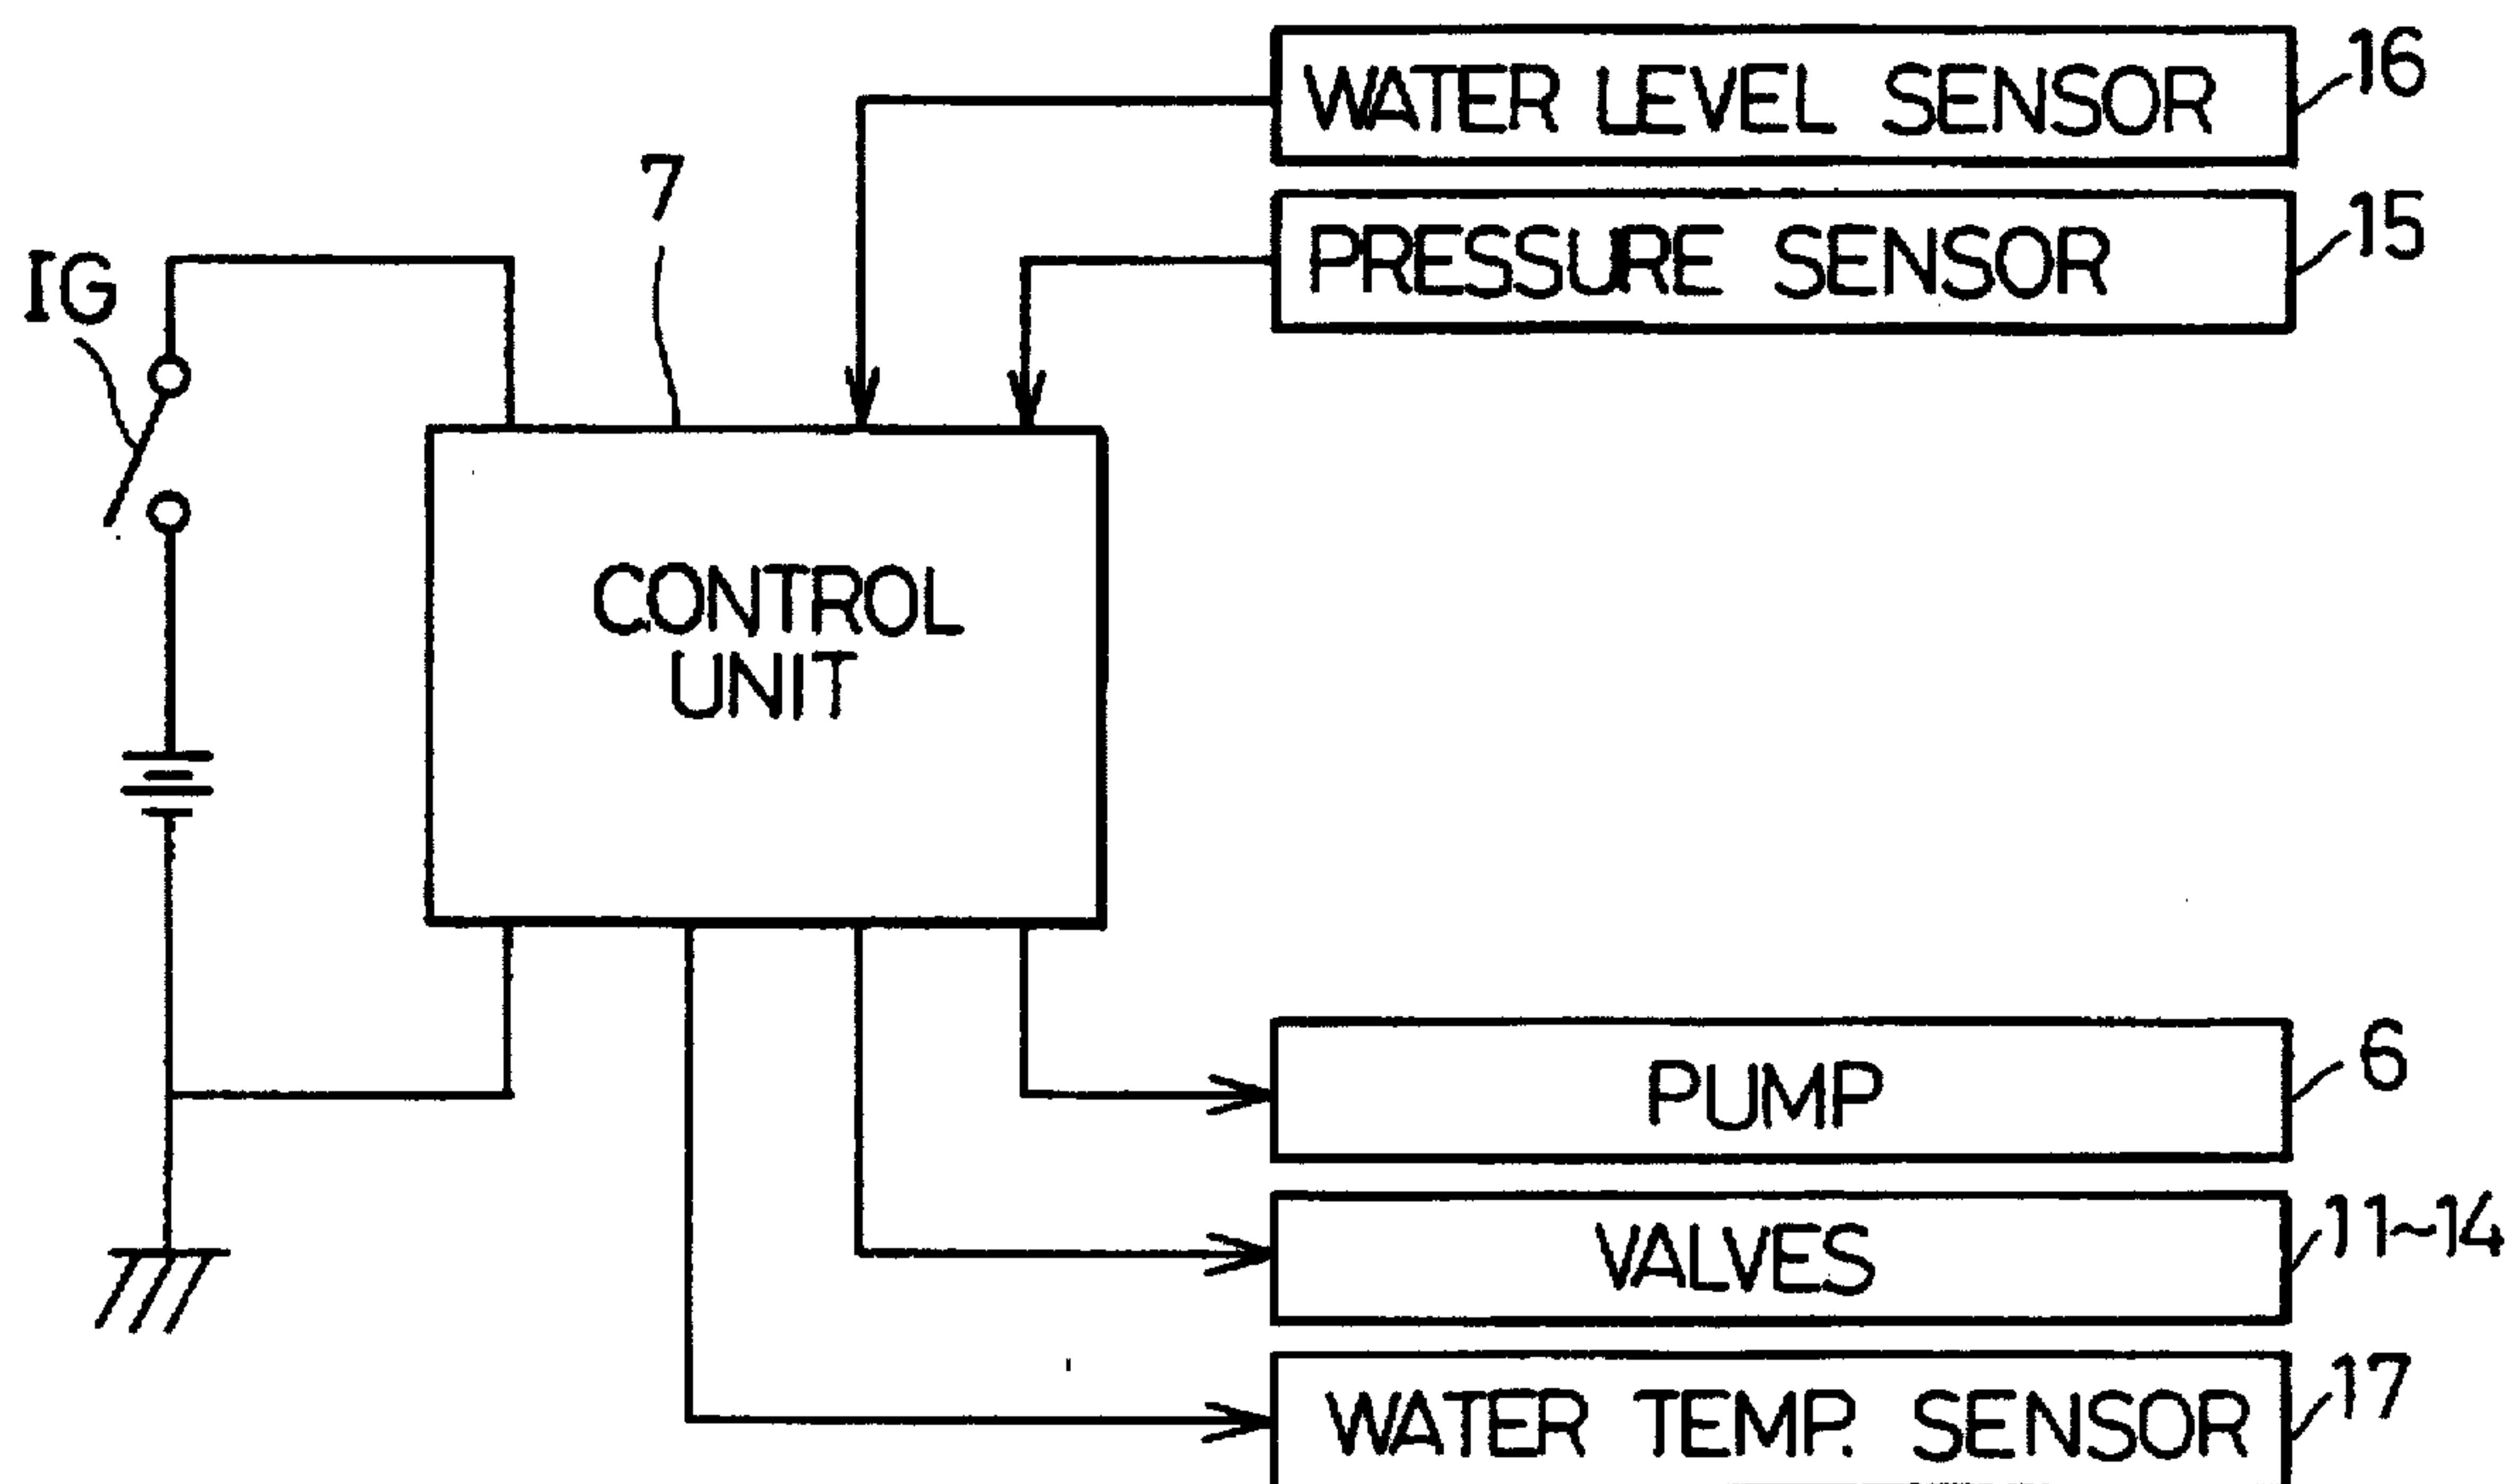 WATER LEVEL SENSOR
16
7
PRESSURE SENSOR
15
IG
CONTROL
UNIT
PUMP
6
VALVES
11~14
WATER TEMP. SENSOR
17